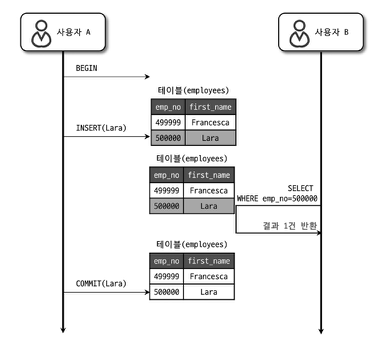 사용자 A
사용자 B
BEGIN
테이블(employees)
emp_no first_name
499999 Francesca
500000 Lara
INSERT(Lara)
테이블(employees)
emp_no first_name
499999 Francesca
500000 Lara
SELECT
WHERE emp_no=500000
결과 1건 반환
테이블(employees)
emp_no first_name
499999 Francesca
500000 Lara
COMMIT(Lara)